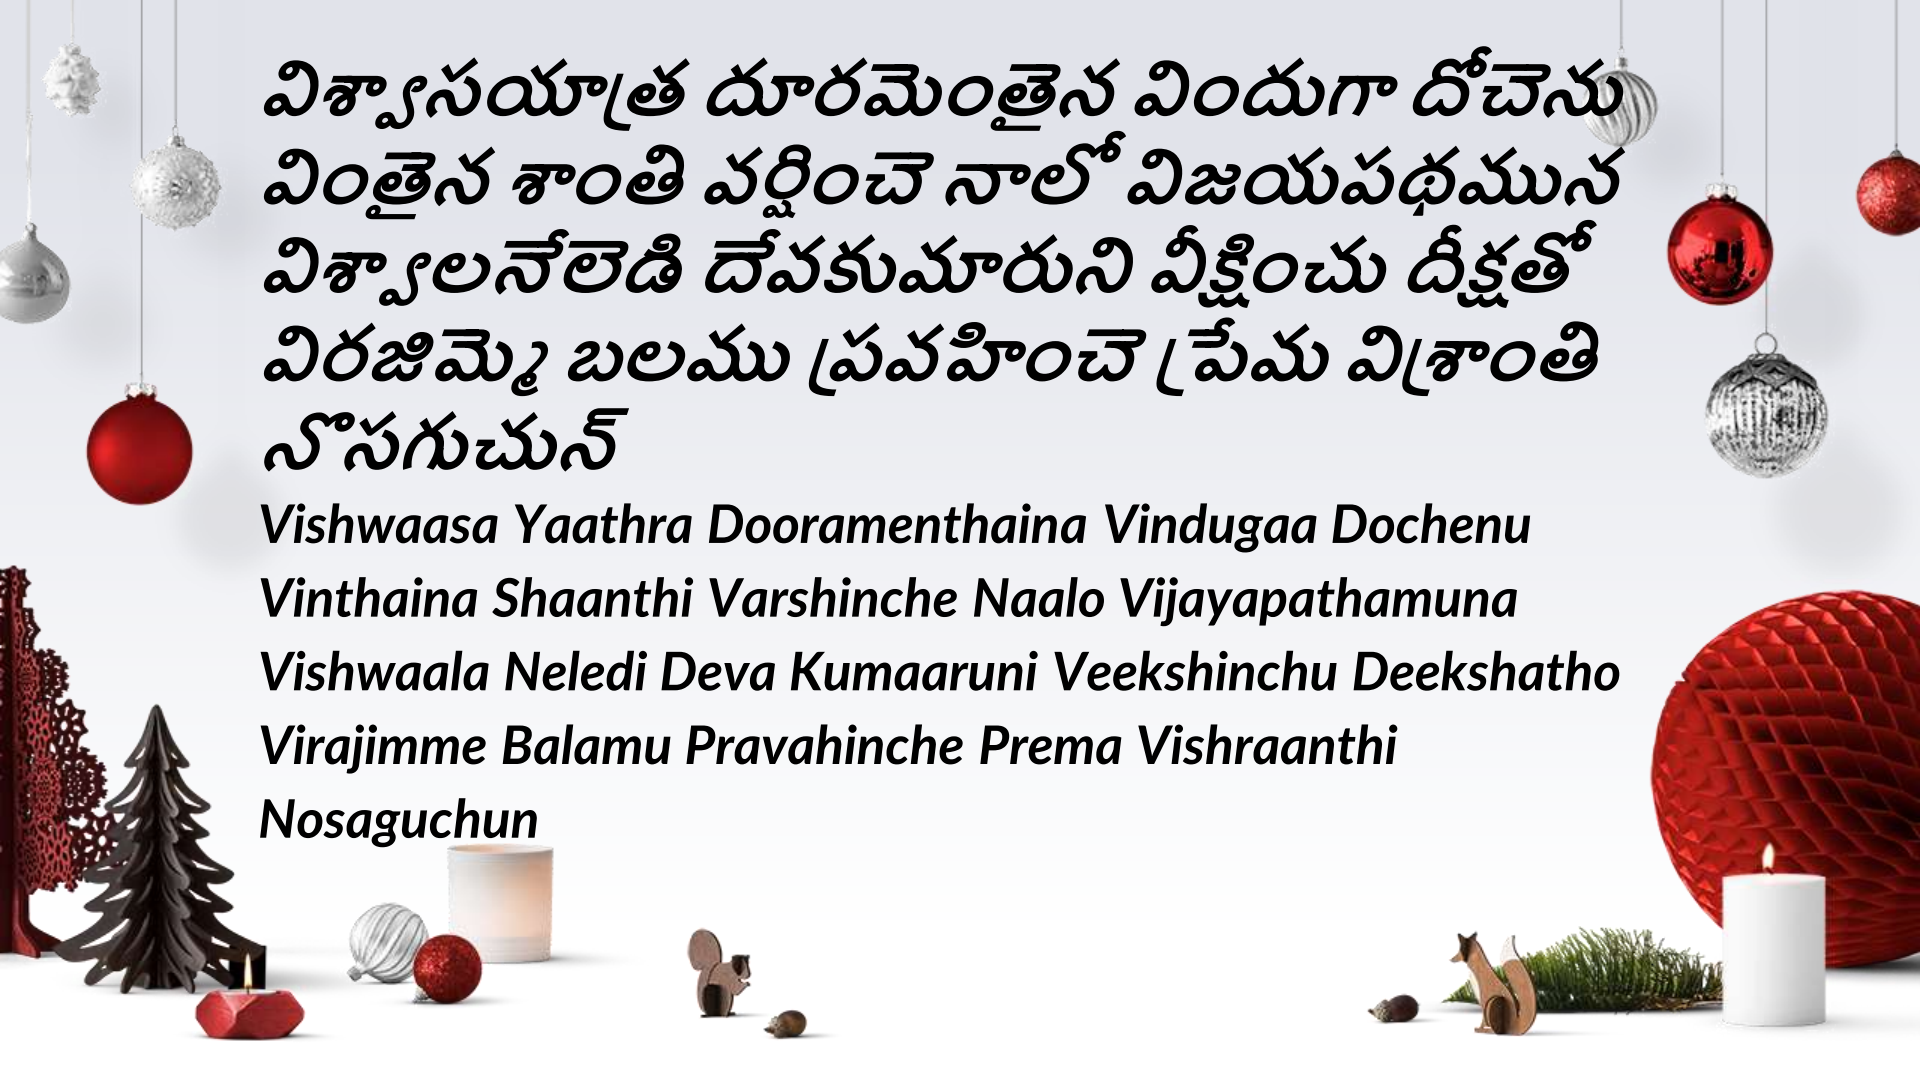 విశ్వాసయాత్ర దూరమెంతైన విందుగా దోచెను
వింతైన శాంతి వర్షించె నాలో విజయపథమున
విశ్వాలనేలెడి దేవకుమారుని వీక్షించు దీక్షతో
విరజిమ్మె బలము ప్రవహించె ప్రేమ విశ్రాంతి
నొసగుచున్
Vishwaasa Yaathra Dooramenthaina Vindugaa Dochenu
Vinthaina Shaanthi Varshinche Naalo Vijayapathamuna
Vishwaala Neledi Deva Kumaaruni Veekshinchu Deekshatho
Virajimme Balamu Pravahinche Prema Vishraanthi
Nosaguchun